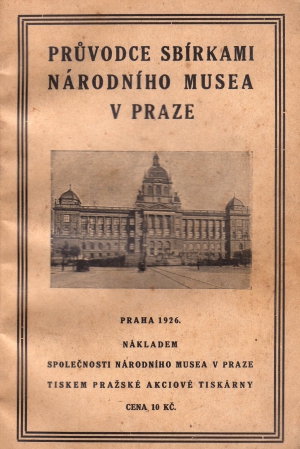 PRŮVODCE SBÍRKAMI
NÁRODNÍHO MUSEA
V PRAZE
PRAHA 1926.
NÁKLADEM
SPOLEČNOSTI NÁRODNÍHO MUSEA V PRAZE
TISKEM PRAŽSKÉ AKCIOVÉ TISKÁRNY
CENA 10 KČ.